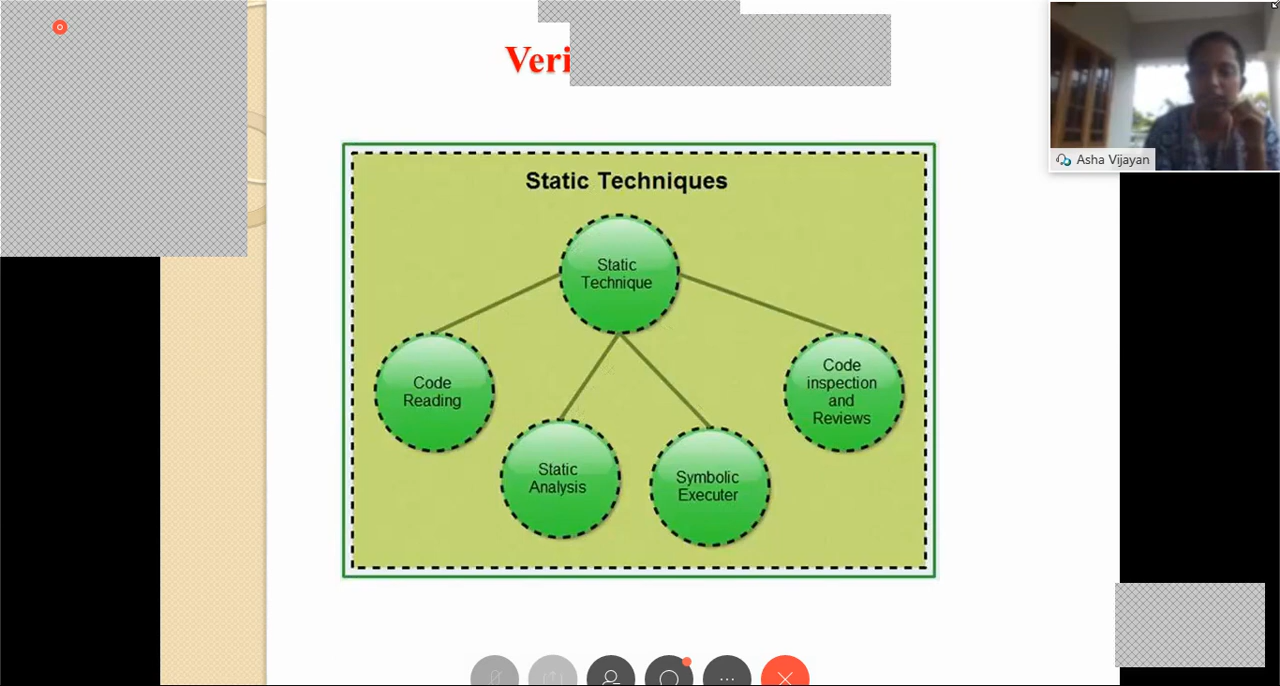 Veri
Asha Vijayan
Static Techniques
Static
Technique
Code
Reading
Code
inspection
and
Reviews
Static
Analysis
Symbolic
Executer